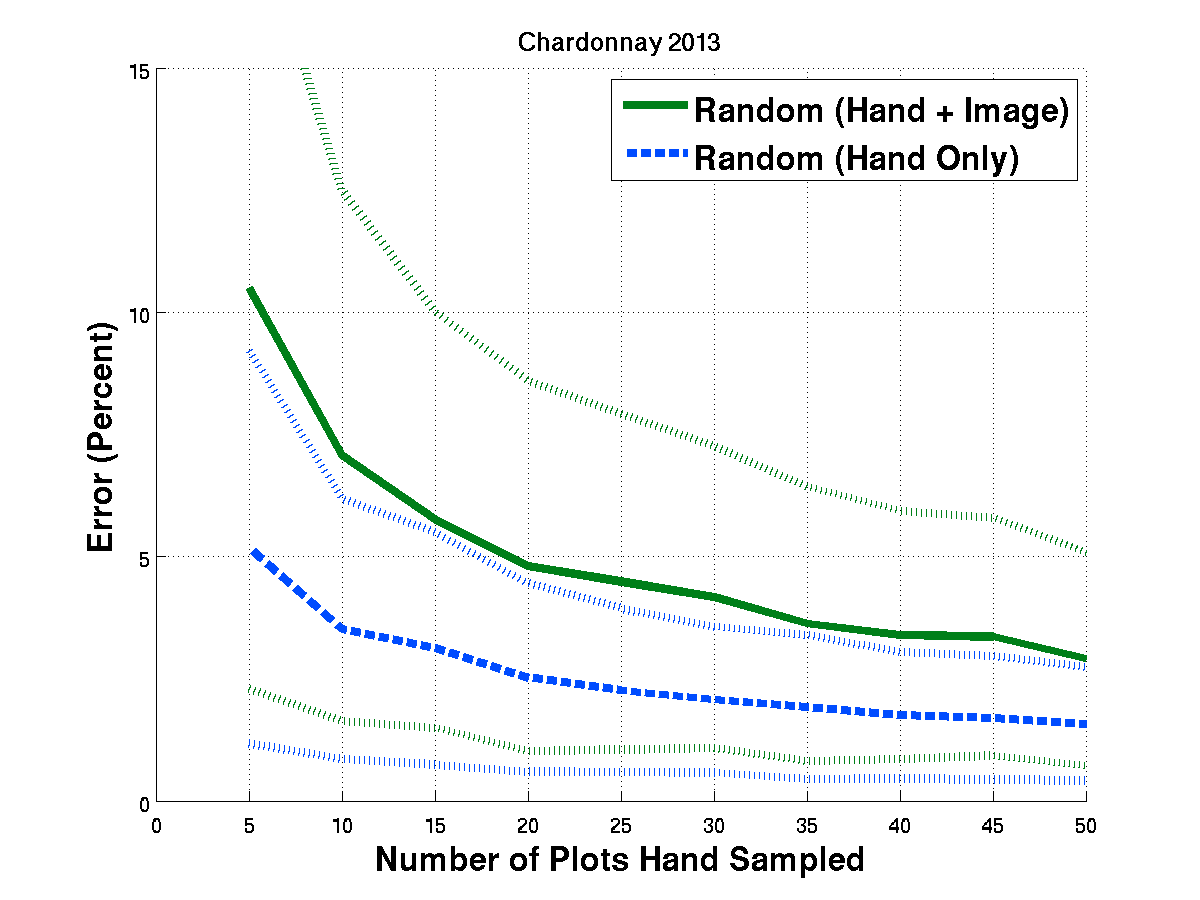 Chardonnay 2013
Random (Hand + Image)
Random (Hand Only)
15
10
5
0
Error (Percent)
0 5 10 15 20 25 30 35 40 45 50
Number of Plots Hand Sampled